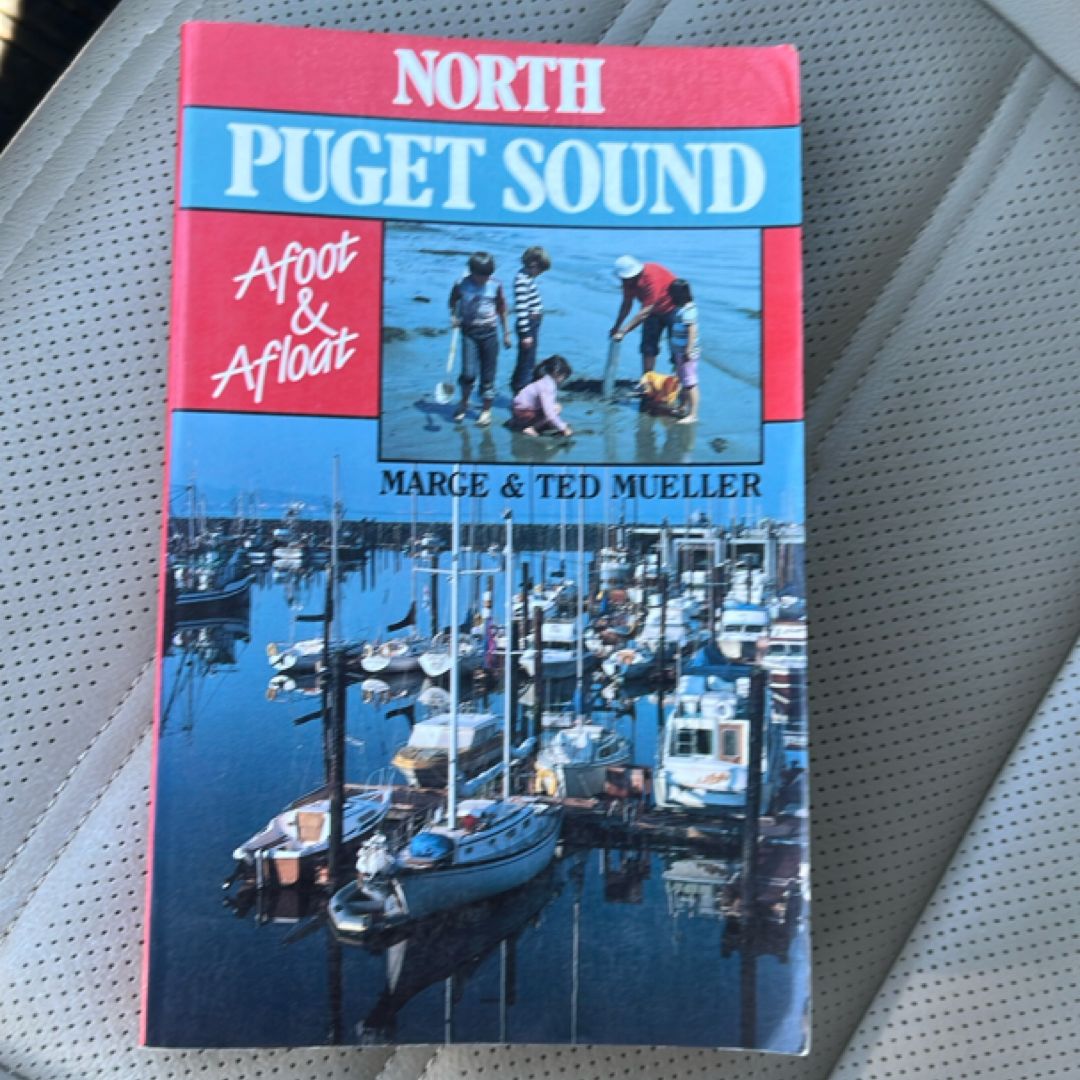 NORTH
PUGET SOUND
Afoot
&
Afloat
MARGE & TED MUELLER